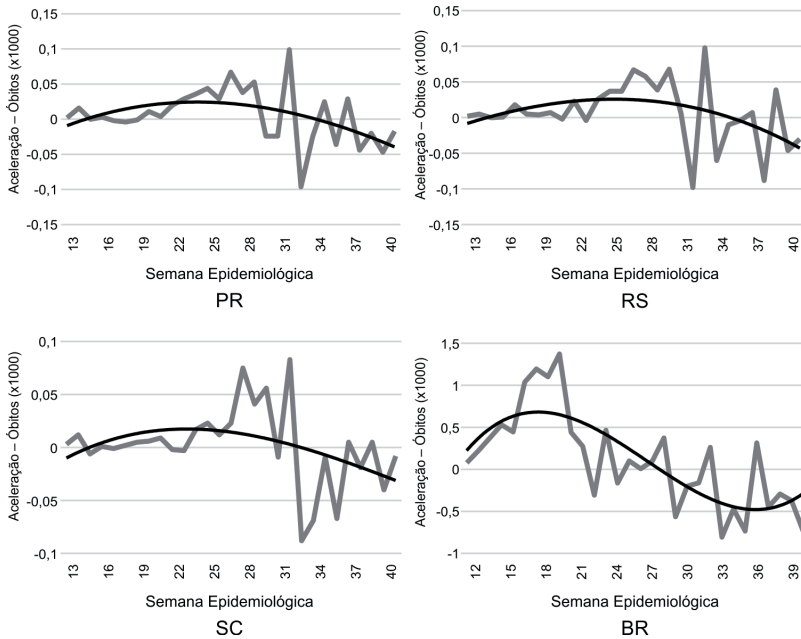 Aceleração – Óbitos (x1000)
0,15
0,1
0,05
0
-0,05
-0,1
-0,15
13 16 19 22 25 28 31 34 37 40
Semana Epidemiológica
PR
Aceleração – Óbitos (x1000)
0,15
0,1
0,05
0
-0,05
-0,1
-0,15
13 16 19 22 25 28 31 34 37 40
Semana Epidemiológica
RS
Aceleração – Óbitos (x1000)
0,1
0,05
0
-0,05
-0,1
13 16 19 22 25 28 31 34 37 40
Semana Epidemiológica
SC
Aceleração – Óbitos (x1000)
1,5
1
0,5
0
-0,5
-1
12 15 18 21 24 27 30 33 36 39
Semana Epidemiológica
BR